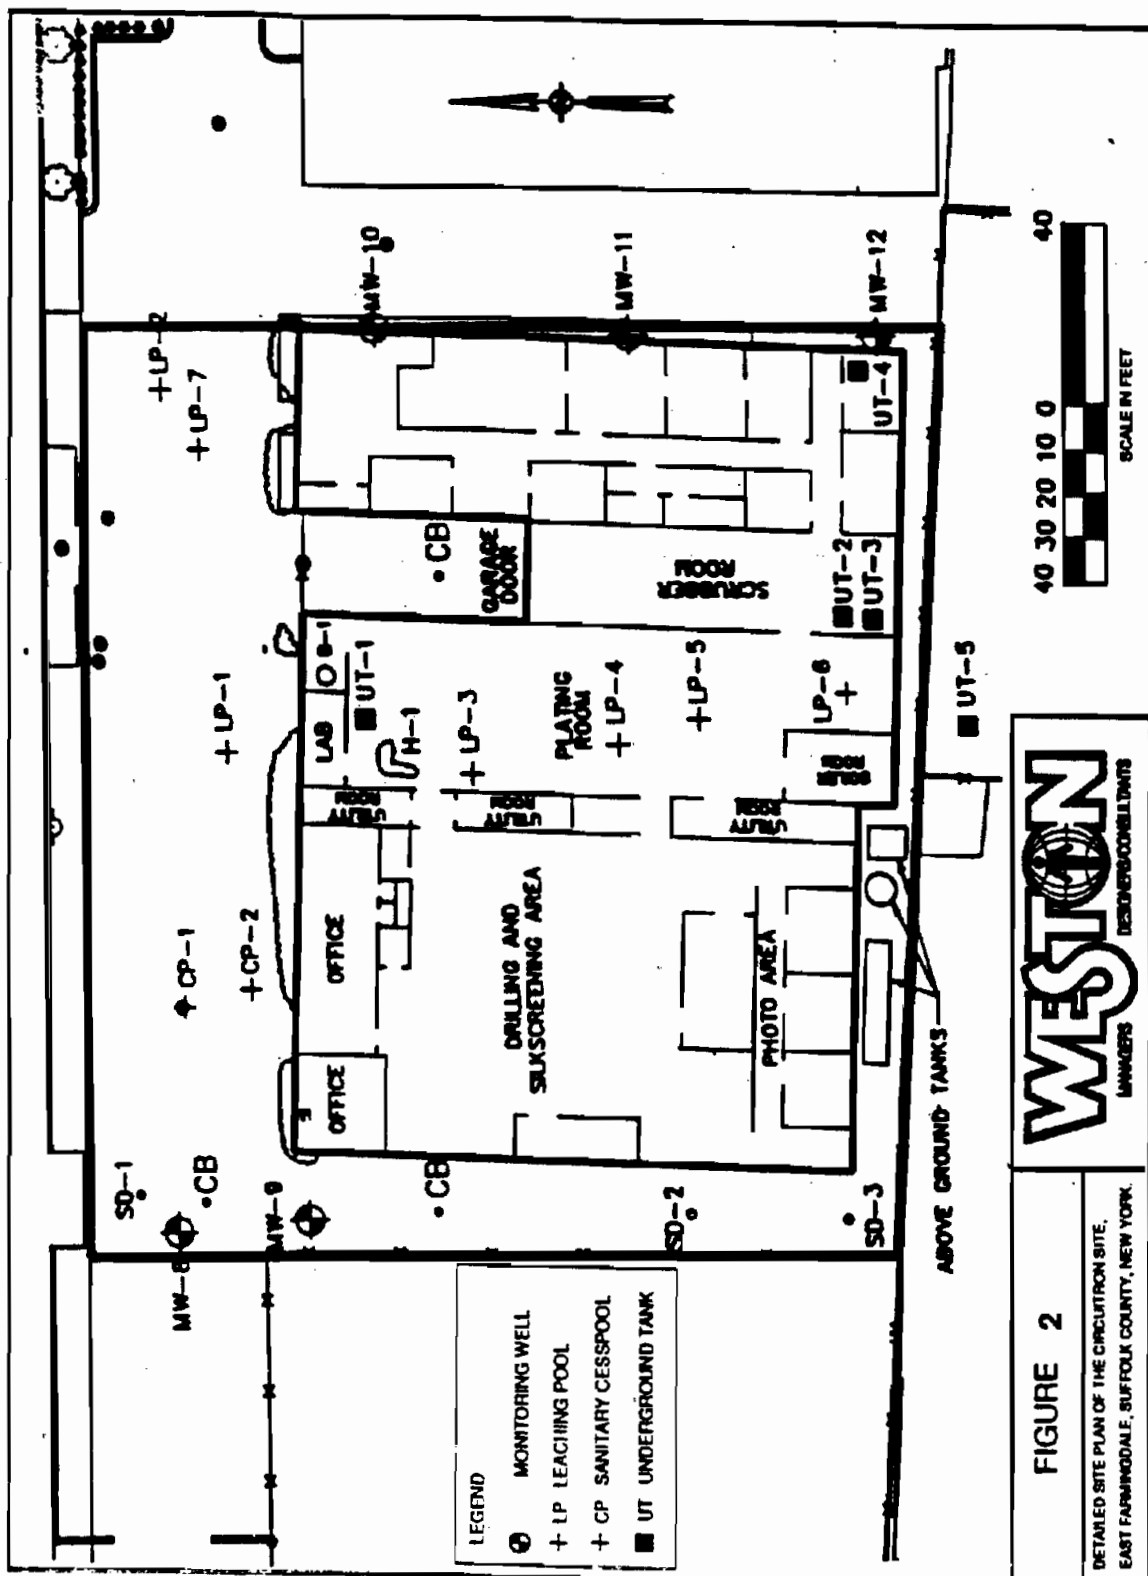 MW-10
MW-11
MW-12
LP-2
+LP-7
UT-4
CB
GARAGE
DOOR
SCRUBBER
ROOM
UT-2
UT-3
+LP-1
LAB
B-1
UT-1
H-1
+LP-3
PLATING
ROOM
+LP-4
+LP-5
LP-6
+
UT-5
UTILITY
ROOM
UTILITY
ROOM
UTILITY
ROOM
BOILER
ROOM
CP-1
+CP-2
OFFICE
OFFICE
DRILLING AND
SILKSCREENING AREA
PHOTO AREA
ABOVE GROUND TANKS
SD-1
CB
MW-8
MW-9
CB
SD-2
SD-3
LEGEND
MONITORING WELL
+ LP LEACHING POOL
+ CP SANITARY CESSPOOL
UT UNDERGROUND TANK
40 30 20 10 0 40
SCALE IN FEET
FIGURE 2
DETAILED SITE PLAN OF THE CIRCUITRON SITE,
EAST FARMINGDALE, SUFFOLK COUNTY, NEW YORK.
WESTON
MANAGERS DESIGNERS/CONSULTANTS